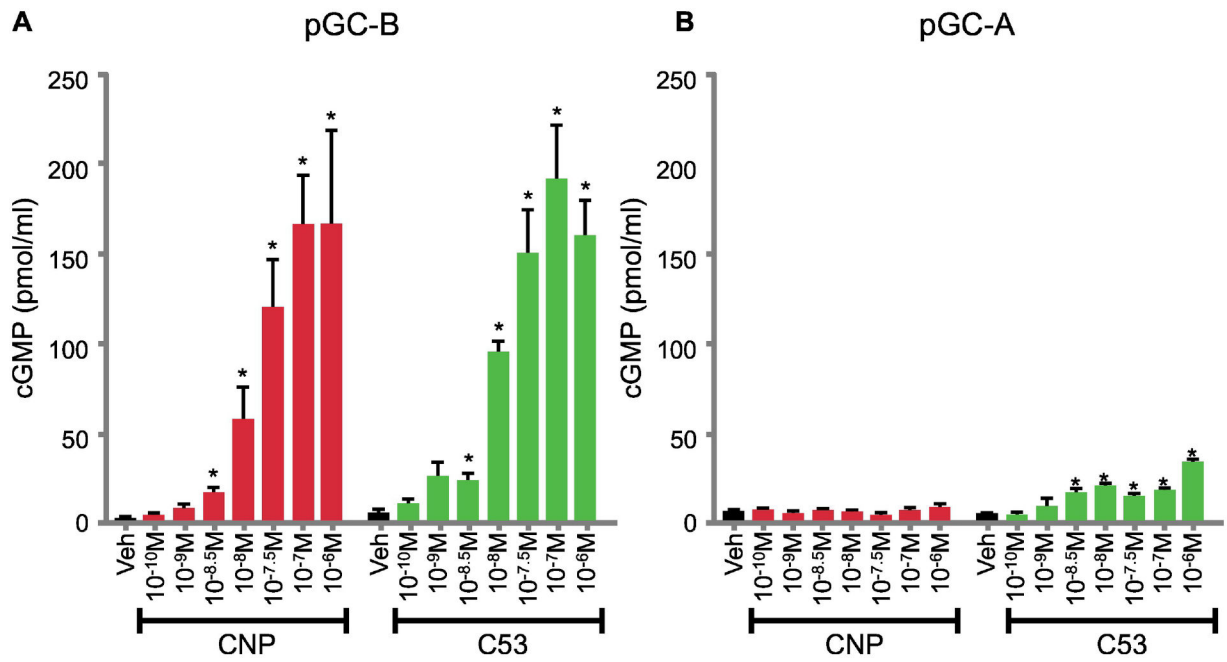 A
pGC-B
cGMP (pmol/ml)
250
200
150
100
50
0
*
*
*
*
*
*
*
*
*
*
Veh
10⁻¹⁰M
10⁻⁹M
10⁻⁸·⁵M
10⁻⁸M
10⁻⁷·⁵M
10⁻⁷M
10⁻⁶M
Veh
10⁻¹⁰M
10⁻⁹M
10⁻⁸·⁵M
10⁻⁸M
10⁻⁷·⁵M
10⁻⁷M
10⁻⁶M
CNP
C53
B
pGC-A
cGMP (pmol/ml)
250
200
150
100
50
0
*
*
*
*
*
Veh
10⁻¹⁰M
10⁻⁹M
10⁻⁸·⁵M
10⁻⁸M
10⁻⁷·⁵M
10⁻⁷M
10⁻⁶M
Veh
10⁻¹⁰M
10⁻⁹M
10⁻⁸·⁵M
10⁻⁸M
10⁻⁷·⁵M
10⁻⁷M
10⁻⁶M
CNP
C53